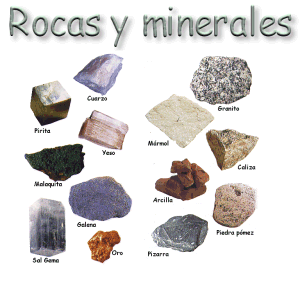 Rocas y minerales
Cuarzo
Granito
Pirita
Yeso
Mármol
Caliza
Malaquita
Arcilla
Galena
Piedra pómez
Sal Gema
Oro
Pizarra